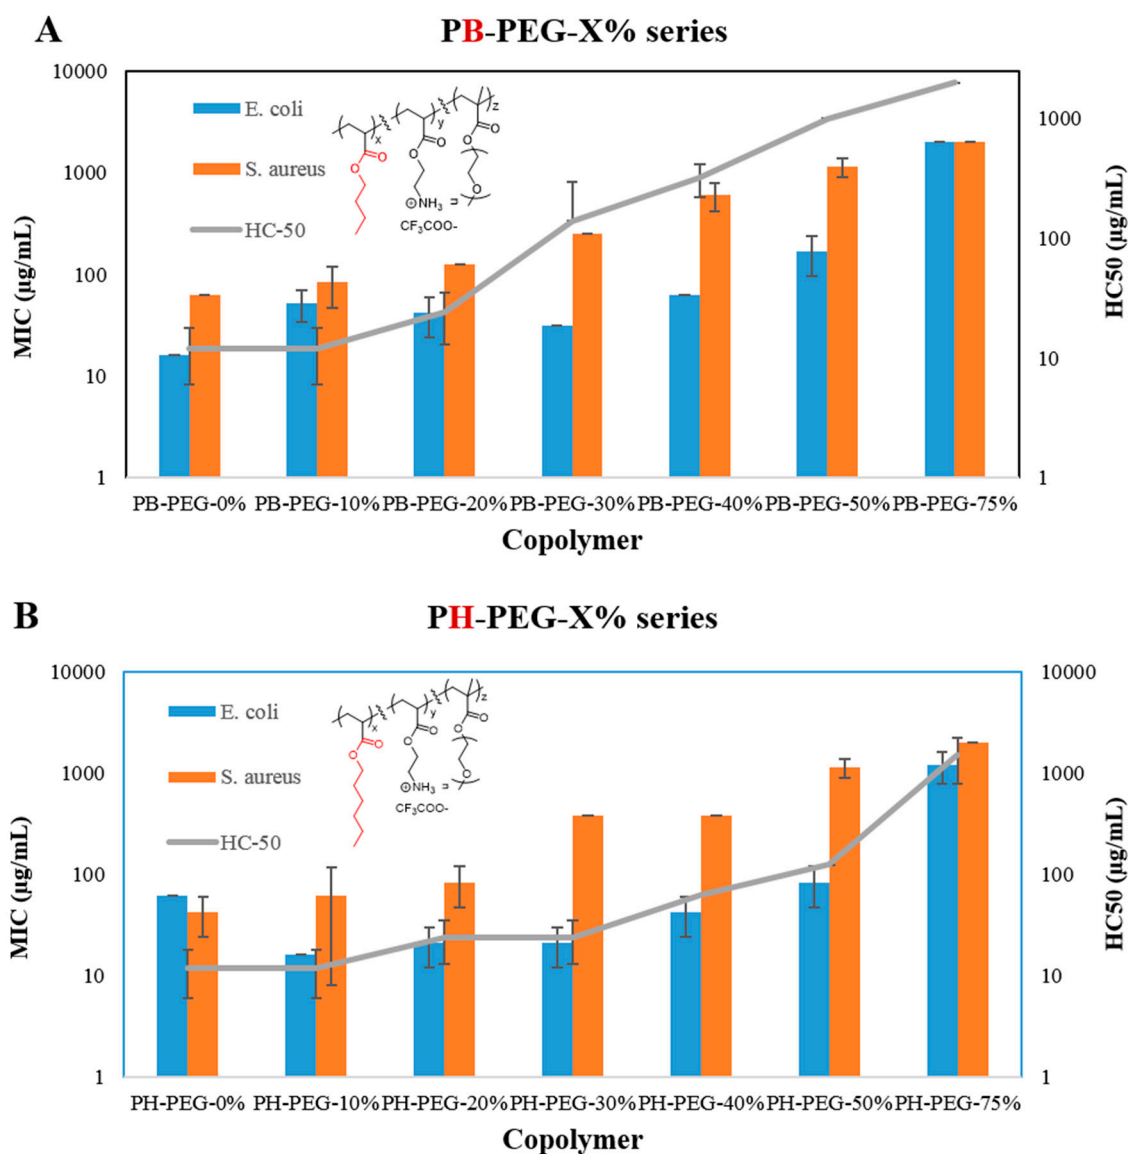 A
PB-PEG-X% series
10000
1000
100
10
1
MIC (µg/mL)
E. coli
S. aureus
HC-50
x
y
z
O
O
O
O
O
O
O
NH3
CF3COO-
1000
100
10
1
HC50 (µg/mL)
PB-PEG-0% PB-PEG-10% PB-PEG-20% PB-PEG-30% PB-PEG-40% PB-PEG-50% PB-PEG-75%
Copolymer
B
PH-PEG-X% series
10000
1000
100
10
1
MIC (µg/mL)
E. coli
S. aureus
HC-50
x
y
z
O
O
O
O
O
O
O
NH3
CF3COO-
10000
1000
100
10
1
HC50 (µg/mL)
PH-PEG-0% PH-PEG-10% PH-PEG-20% PH-PEG-30% PH-PEG-40% PH-PEG-50% PH-PEG-75%
Copolymer